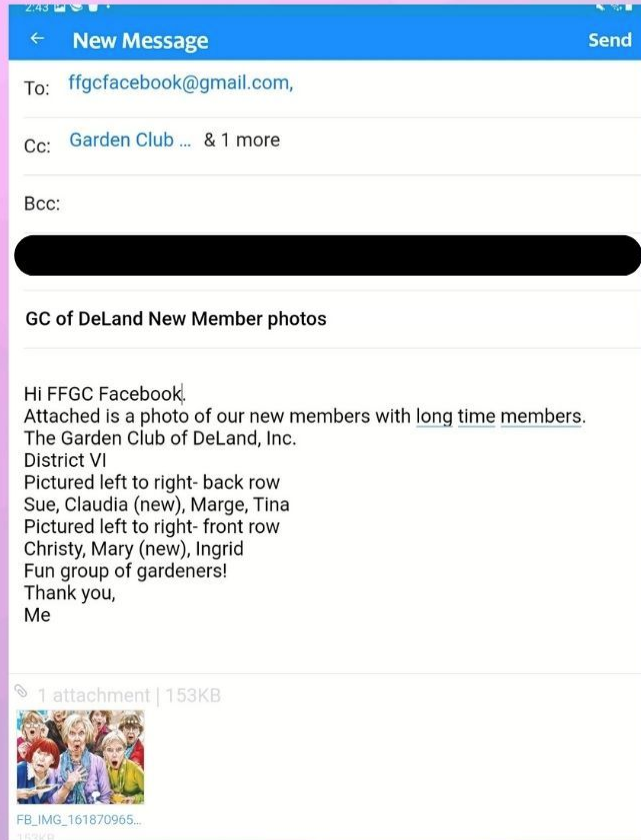 2:43
New Message
Send
To: ffgcfacebook@gmail.com,
Cc: Garden Club ... & 1 more
Bcc:
GC of DeLand New Member photos
Hi FFGC Facebook.
Attached is a photo of our new members with long time members.
The Garden Club of DeLand, Inc.
District VI
Pictured left to right- back row
Sue, Claudia (new), Marge, Tina
Pictured left to right- front row
Christy, Mary (new), Ingrid
Fun group of gardeners!
Thank you,
Me
1 attachment | 153KB
FB_IMG_161870965...
153KB